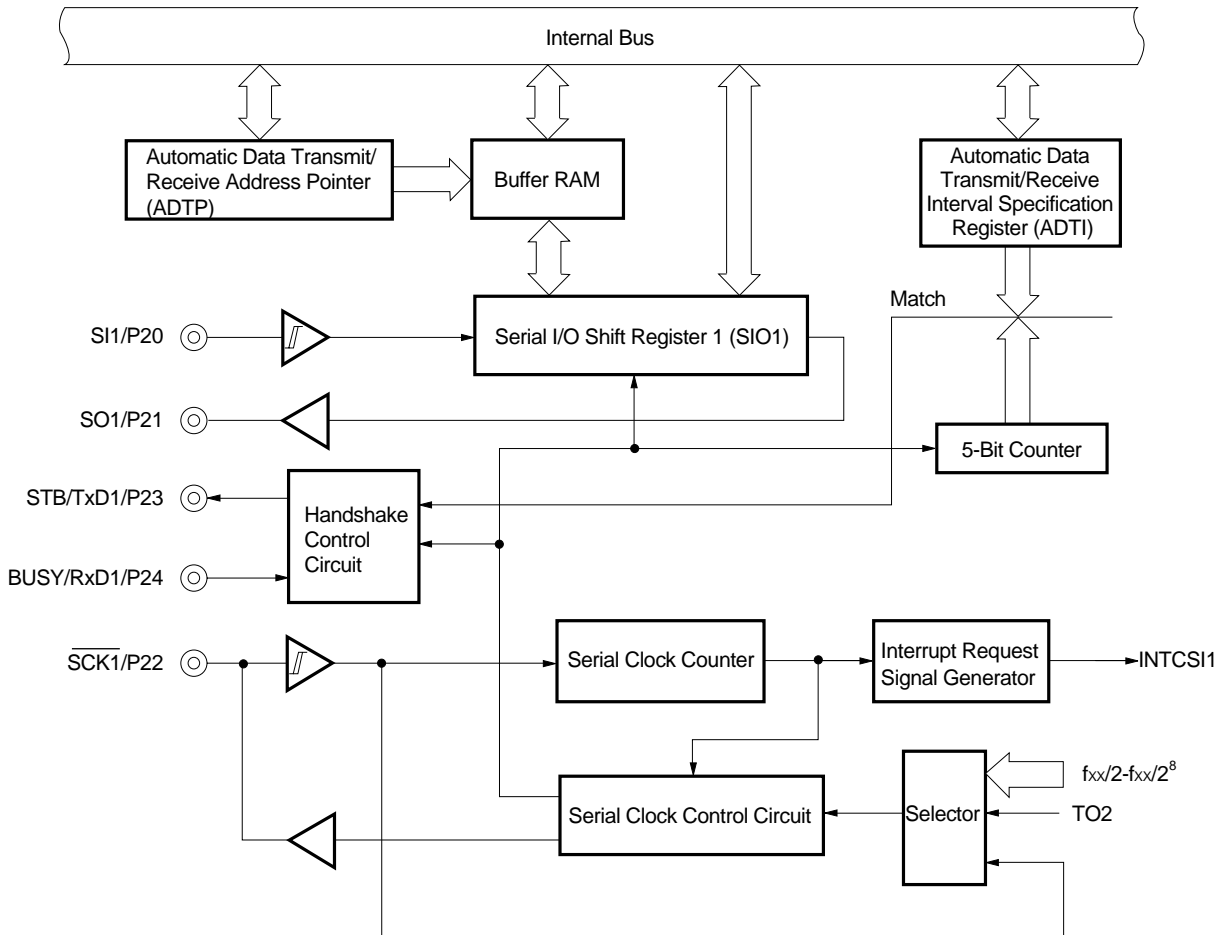 Internal Bus
Automatic Data Transmit/
Receive Address Pointer
(ADTP)
Buffer RAM
Automatic Data
Transmit/Receive
Interval Specification
Register (ADTI)
Match
SI1/P20
Serial I/O Shift Register 1 (SIO1)
SO1/P21
5-Bit Counter
STB/TxD1/P23
Handshake
Control
Circuit
BUSY/RxD1/P24
S̅C̅K̅1̅/P22
Serial Clock Counter
Interrupt Request
Signal Generator
INTCSI1
Serial Clock Control Circuit
Selector
fxx/2-fxx/2⁸
TO2